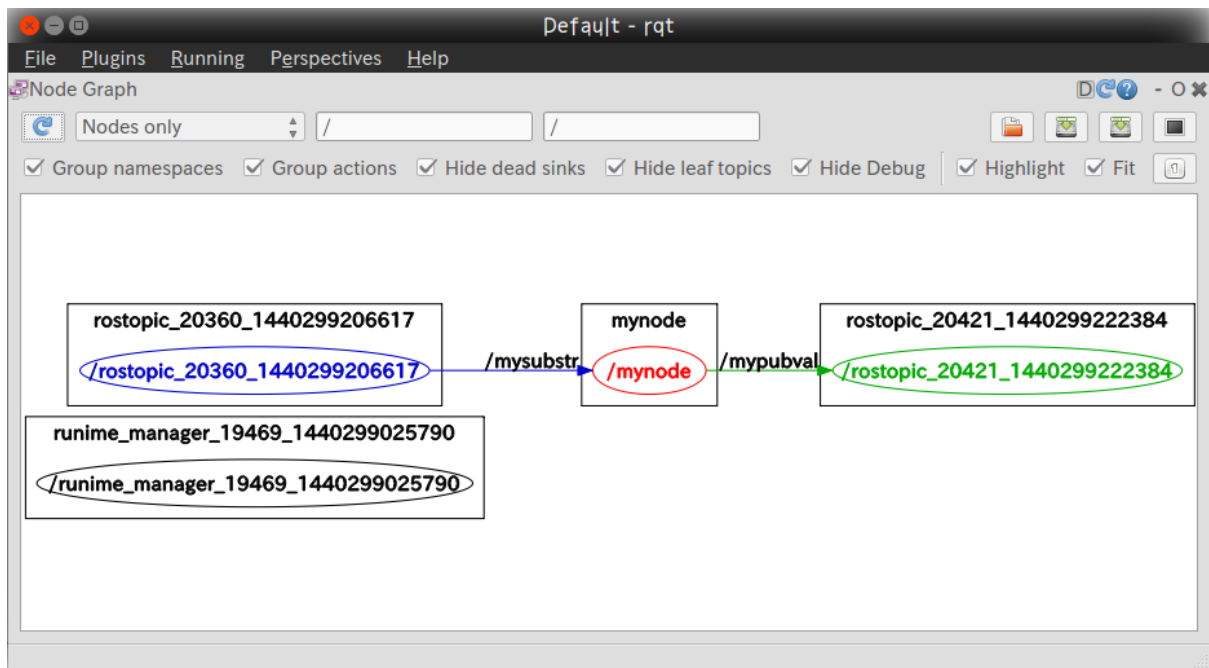 Default - rqt
File Plugins Running Perspectives Help
Node Graph D - O
Nodes only / /
Group namespaces Group actions Hide dead sinks Hide leaf topics Hide Debug Highlight Fit
rostopic_20360_1440299206617 mynode rostopic_20421_1440299222384
/rostopic_20360_1440299206617 /mysubstr /mynode /mypubval /rostopic_20421_1440299222384
runime_manager_19469_1440299025790
/runime_manager_19469_1440299025790